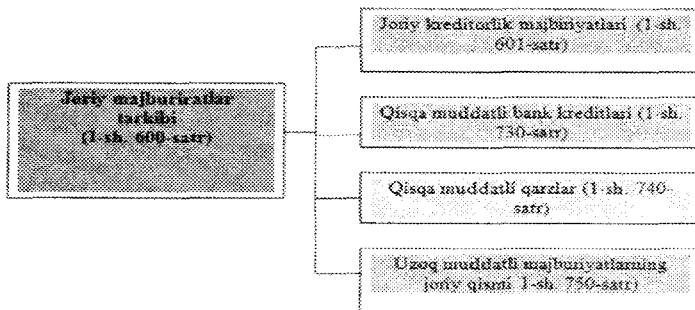 Joriy majburiyatlar
tarkibi
(1-sh. 600-satr)
Joriy kreditorlik majburiyatlari (1-sh.
601-satr)
Qisqa muddatli bank kreditlari (1-sh.
730-satr)
Qisqa muddatli qarzlar (1-sh. 740-
satr)
Uzoq muddatli majburiyatlarning
joriy qismi 1-sh. 750-satr)